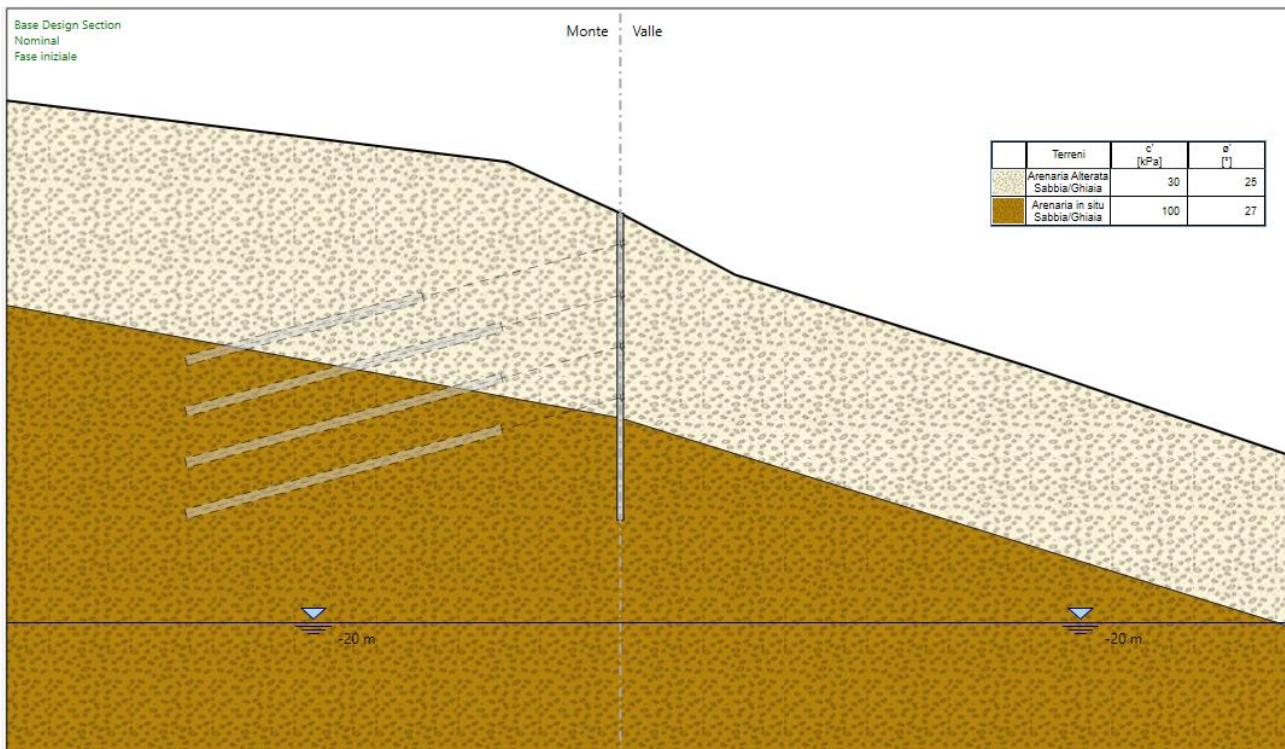 Base Design Section
Nominal
Fase iniziale
Monte
Valle
Terreni
c'
[kPa]
ø'
[°]
Arenaria Alterata
Sabbia/Ghiaia
30
25
Arenaria in situ
Sabbia/Ghiaia
100
27
-20 m
-20 m